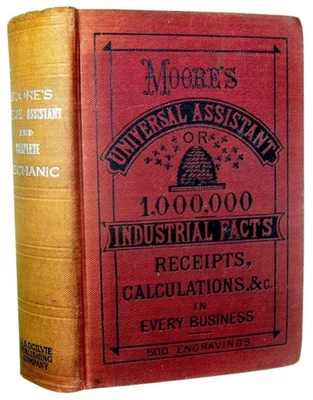 MOORE'S
UNIVERSAL ASSISTANT
AND
COMPLETE
MECHANIC
J.S. OGILVIE
PUBLISHING
COMPANY
MOORE'S
UNIVERSAL ASSISTANT
OR
1,000,000
INDUSTRIAL FACTS
RECEIPTS,
CALCULATIONS, &c.
IN
EVERY BUSINESS
500 ENGRAVINGS